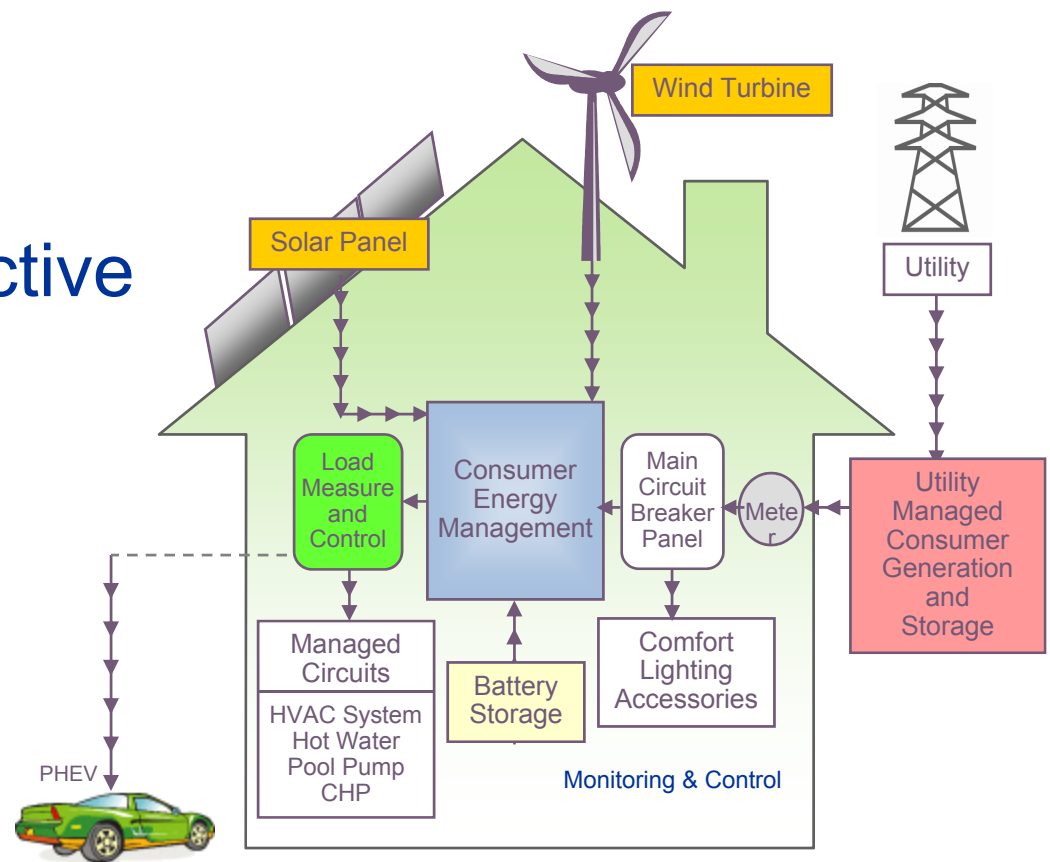 Wind Turbine
ctive
Solar Panel
Utility
Load
Measure
and
Control
Consumer
Energy
Management
Main
Circuit
Breaker
Panel
Mete
r
Utility
Managed
Consumer
Generation
and
Storage
Managed
Circuits
HVAC System
Hot Water
Pool Pump
CHP
Battery
Storage
Comfort
Lighting
Accessories
PHEV
Monitoring & Control